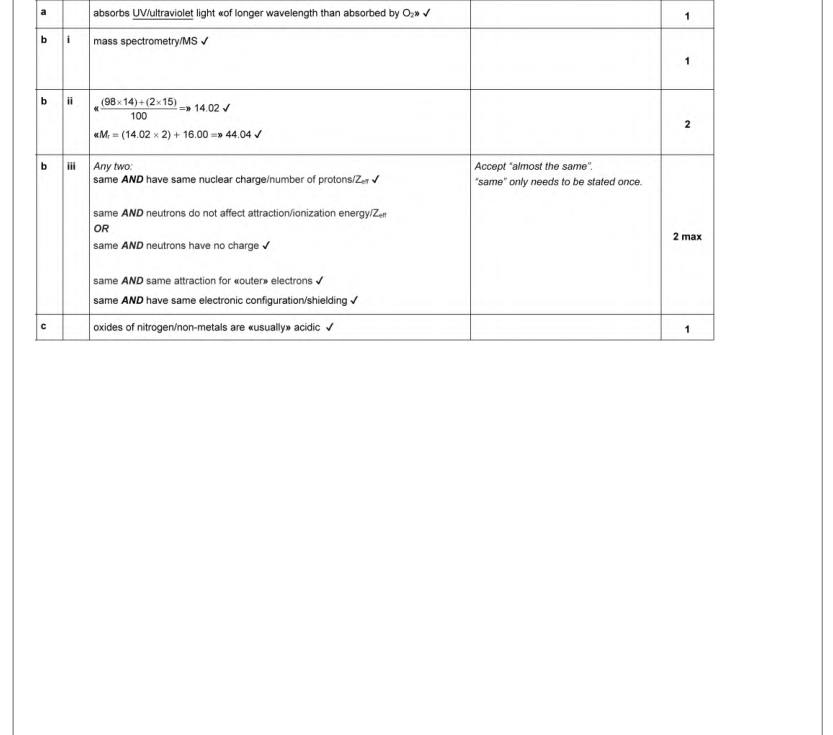 a absorbs UV/ultraviolet light «of longer wavelength than absorbed by O₂» ✓ 1
b i mass spectrometry/MS ✓ 1
b ii «(98×14)+(2×15)/100 =» 14.02 ✓
«Mᵣ = (14.02 × 2) + 16.00 =» 44.04 ✓
2
b iii Any two: Accept "almost the same".
same AND have same nuclear charge/number of protons/Zeff ✓ "same" only needs to be stated once.
same AND neutrons do not affect attraction/ionization energy/Zeff
OR
same AND neutrons have no charge ✓
2 max
same AND same attraction for «outer» electrons ✓
same AND have same electronic configuration/shielding ✓
c oxides of nitrogen/non-metals are «usually» acidic ✓ 1